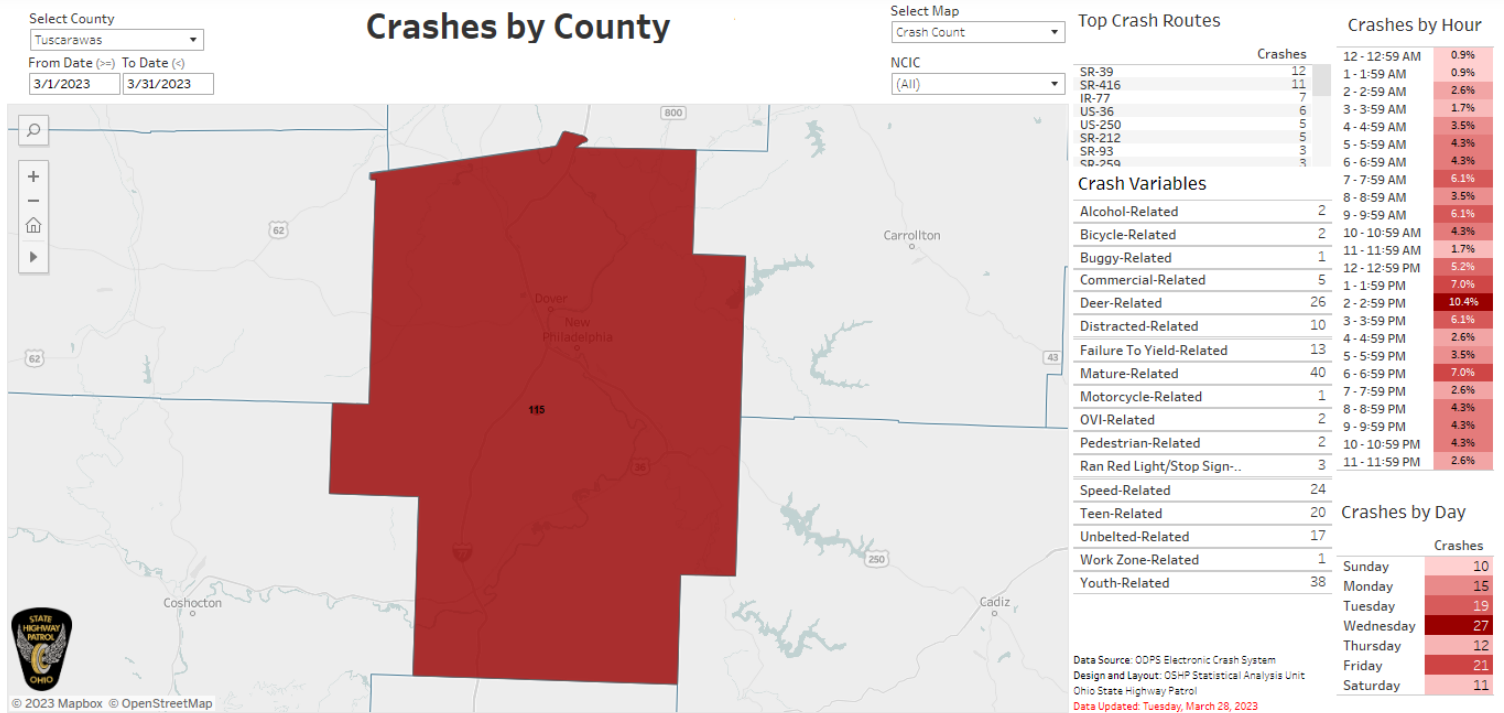 Select County
Tuscarawas
From Date (>=) To Date (<)
3/1/2023 3/31/2023
Crashes by County
Select Map
Crash Count
NCIC
(All)
800
62
Carrollton
Dover
New
Philadelphia
62
43
115
36
77
250
Coshocton
Cadiz
STATE
HIGHWAY
PATROL
OHIO
© 2023 Mapbox © OpenStreetMap
Top Crash Routes
Crashes
SR-39 12
SR-416 11
IR-77 7
US-36 6
US-250 5
SR-212 5
SR-93 3
SR-259 3
Crash Variables
Alcohol-Related 2
Bicycle-Related 2
Buggy-Related 1
Commercial-Related 5
Deer-Related 26
Distracted-Related 10
Failure To Yield-Related 13
Mature-Related 40
Motorcycle-Related 1
OVI-Related 2
Pedestrian-Related 2
Ran Red Light/Stop Sign-.. 3
Speed-Related 24
Teen-Related 20
Unbelted-Related 17
Work Zone-Related 1
Youth-Related 38
Data Source: ODPS Electronic Crash System
Design and Layout: OSHP Statistical Analysis Unit
Ohio State Highway Patrol
Data Updated: Tuesday, March 28, 2023
Crashes by Hour
12 - 12:59 AM 0.9%
1 - 1:59 AM 0.9%
2 - 2:59 AM 2.6%
3 - 3:59 AM 1.7%
4 - 4:59 AM 3.5%
5 - 5:59 AM 4.3%
6 - 6:59 AM 4.3%
7 - 7:59 AM 6.1%
8 - 8:59 AM 3.5%
9 - 9:59 AM 6.1%
10 - 10:59 AM 4.3%
11 - 11:59 AM 1.7%
12 - 12:59 PM 5.2%
1 - 1:59 PM 7.0%
2 - 2:59 PM 10.4%
3 - 3:59 PM 6.1%
4 - 4:59 PM 2.6%
5 - 5:59 PM 3.5%
6 - 6:59 PM 7.0%
7 - 7:59 PM 2.6%
8 - 8:59 PM 4.3%
9 - 9:59 PM 4.3%
10 - 10:59 PM 4.3%
11 - 11:59 PM 2.6%
Crashes by Day
Crashes
Sunday 10
Monday 15
Tuesday 19
Wednesday 27
Thursday 12
Friday 21
Saturday 11